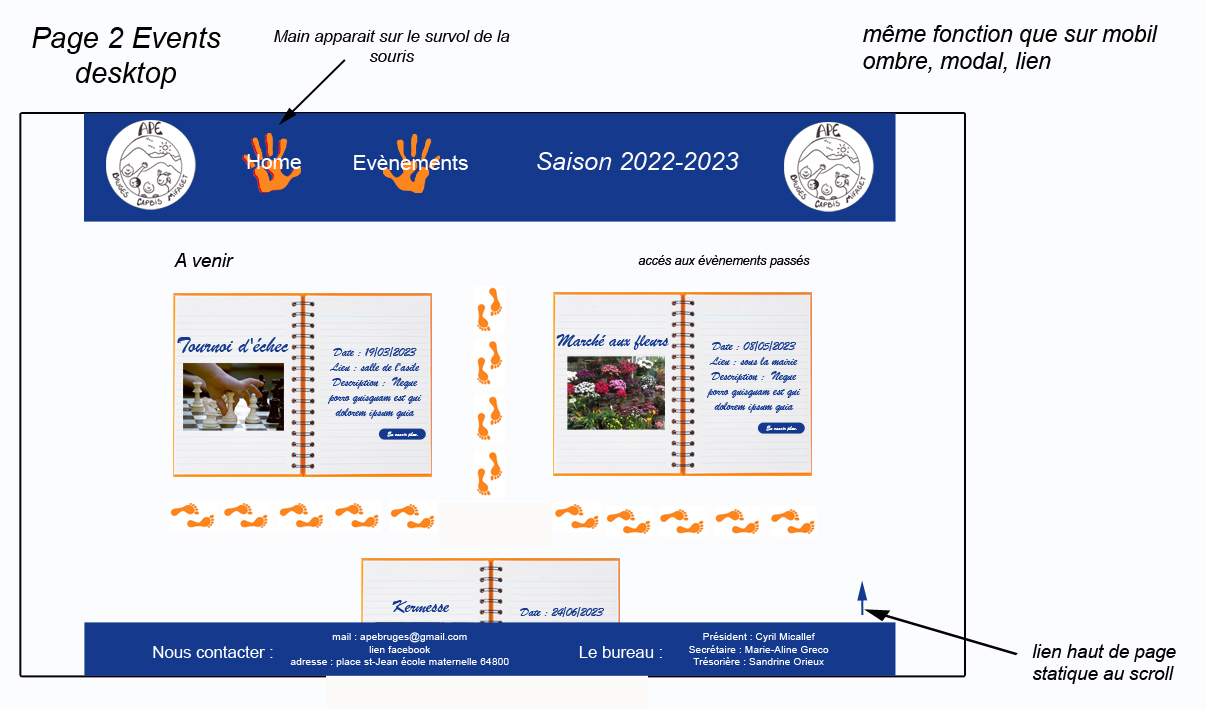 Page 2 Events
desktop
Main apparait sur le survol de la
souris
même fonction que sur mobil
ombre, modal, lien
APE
BRUGES CAPBIS MIFAGET
Home
Evènements
Saison 2022-2023
APE
BRUGES CAPBIS MIFAGET
A venir
accés aux évènements passés
Tournoi d'échec
Date : 19/03/2023
Lieu : salle de l'asile
Description : Neque
porro quisquam est qui
dolorem ipsum quia
En savoir plus
Marché aux fleurs
Date : 08/05/2023
Lieu : sous la mairie
Description : Neque
porro quisquam est qui
dolorem ipsum quia
En savoir plus
Kermesse
Date : 24/06/2023
Nous contacter :
mail : apebruges@gmail.com
lien facebook
adresse : place st-Jean école maternelle 64800
Le bureau :
Président : Cyril Micallef
Secrétaire : Marie-Aline Greco
Trésorière : Sandrine Orieux
lien haut de page
statique au scroll